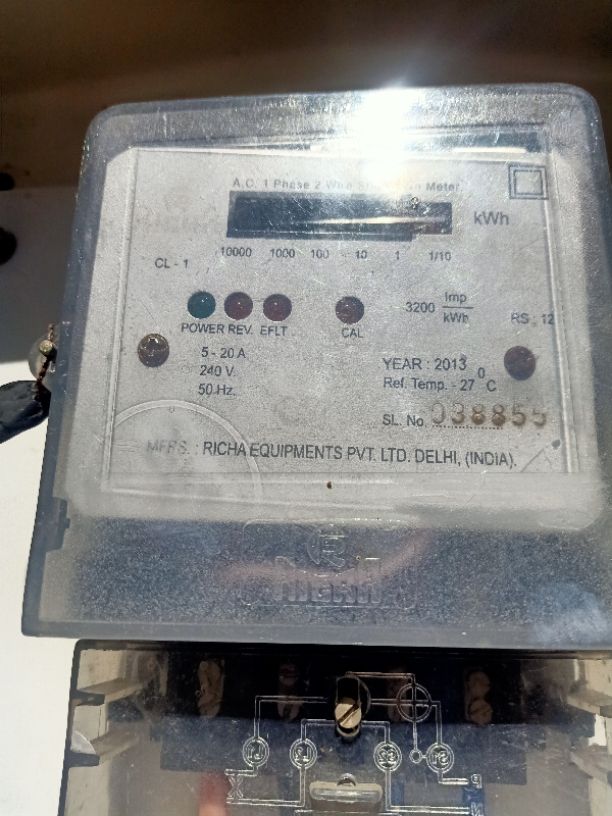 A.C. 1 Phase 2 Wire Meter
kWh
10000 1000 100 10 1 1/10
CL - 1
3200 Imp/kWh
RS : 12
POWER REV. EFLT CAL
5 - 20 A
240 V.
50 Hz.
YEAR : 2013
Ref. Temp. - 27 °C
SL. No. 038855
MFRS. : RICHA EQUIPMENTS PVT. LTD. DELHI, (INDIA).